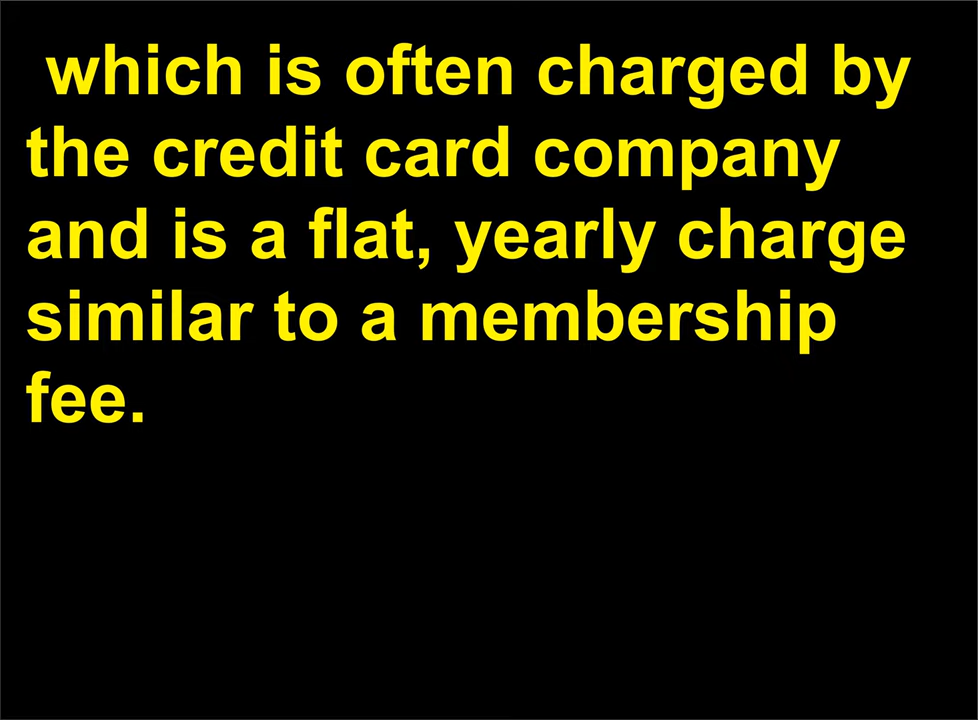 which is often charged by
the credit card company
and is a flat, yearly charge
similar to a membership
fee.